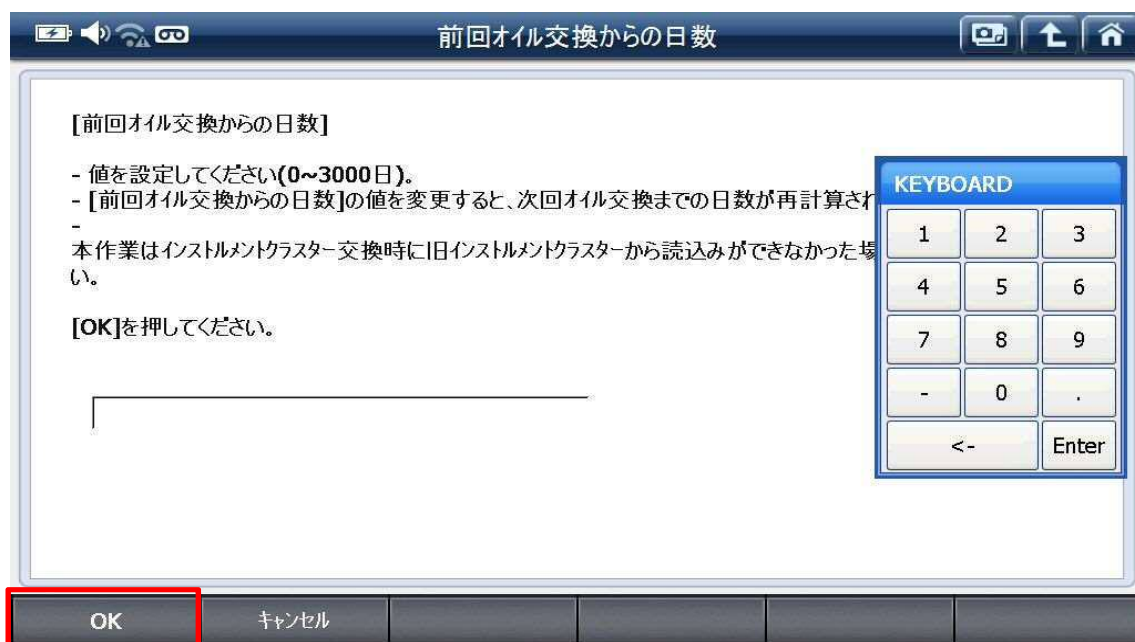 前回オイル交換からの日数
[前回オイル交換からの日数]
- 値を設定してください(0~3000日)。
- [前回オイル交換からの日数]の値を変更すると、次回オイル交換までの日数が再計算され
-
本作業はインストルメントクラスター交換時に旧インストルメントクラスターから読込みができなかった場
い。
[OK]を押してください。
KEYBOARD
1 2 3
4 5 6
7 8 9
- 0 .
<- Enter
OK キャンセル